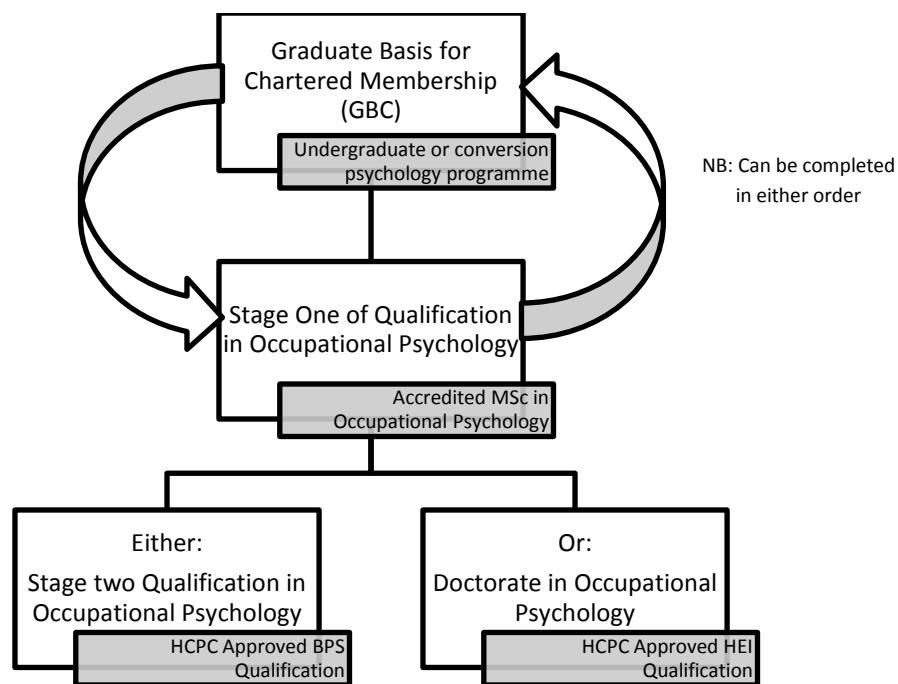 Graduate Basis for
Chartered Membership
(GBC)
Undergraduate or conversion
psychology programme
NB: Can be completed
in either order
Stage One of Qualification
in Occupational Psychology
Accredited MSc in
Occupational Psychology
Either:
Stage two Qualification in
Occupational Psychology
HCPC Approved BPS
Qualification
Or:
Doctorate in Occupational
Psychology
HCPC Approved HEI
Qualification